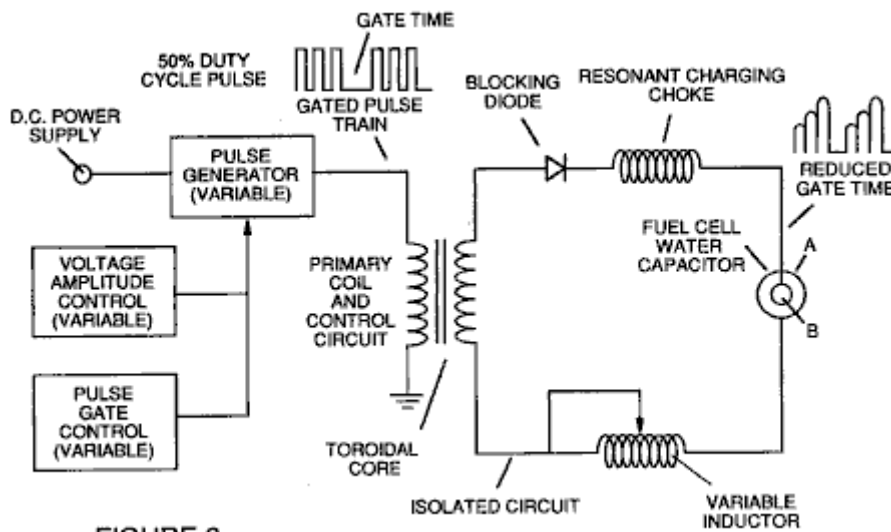 GATE TIME
50% DUTY
CYCLE PULSE
GATED PULSE
TRAIN
BLOCKING
DIODE
RESONANT CHARGING
CHOKE
D.C. POWER
SUPPLY
PULSE
GENERATOR
(VARIABLE)
REDUCED
GATE TIME
VOLTAGE
AMPLITUDE
CONTROL
(VARIABLE)
PRIMARY
COIL
AND
CONTROL
CIRCUIT
FUEL CELL
WATER
CAPACITOR
A
B
PULSE
GATE
CONTROL
(VARIABLE)
TOROIDAL
CORE
ISOLATED CIRCUIT
VARIABLE
INDUCTOR